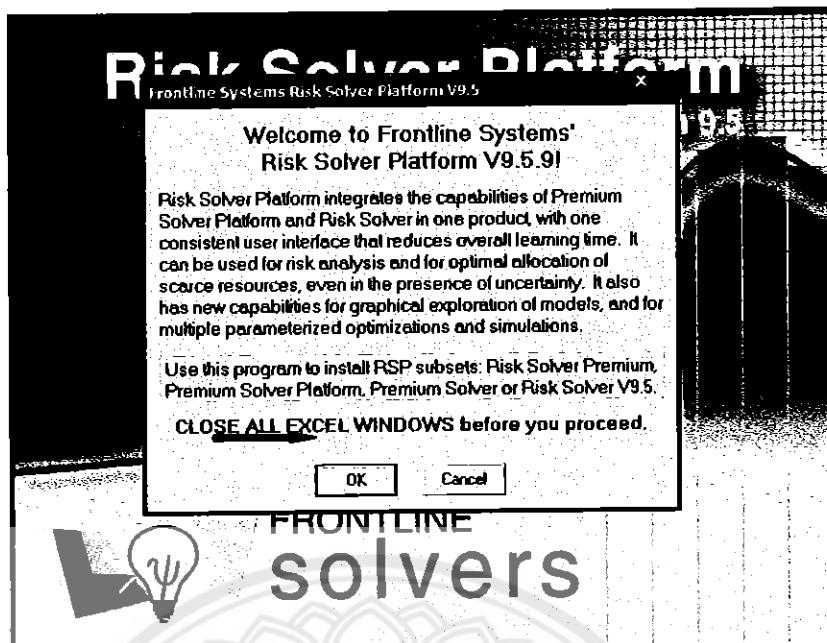 Risk Solver Platform
Frontline Systems Risk Solver Platform V9.5
×
9.5
Welcome to Frontline Systems'
Risk Solver Platform V9.5.9!
Risk Solver Platform integrates the capabilities of Premium
Solver Platform and Risk Solver in one product, with one
consistent user interface that reduces overall learning time. It
can be used for risk analysis and for optimal allocation of
scarce resources, even in the presence of uncertainty. It also
has new capabilities for graphical exploration of models, and for
multiple parameterized optimizations and simulations.
Use this program to install RSP subsets: Risk Solver Premium,
Premium Solver Platform, Premium Solver or Risk Solver V9.5.
CLOSE ALL EXCEL WINDOWS before you proceed.
OK
Cancel
FRONTLINE
solvers